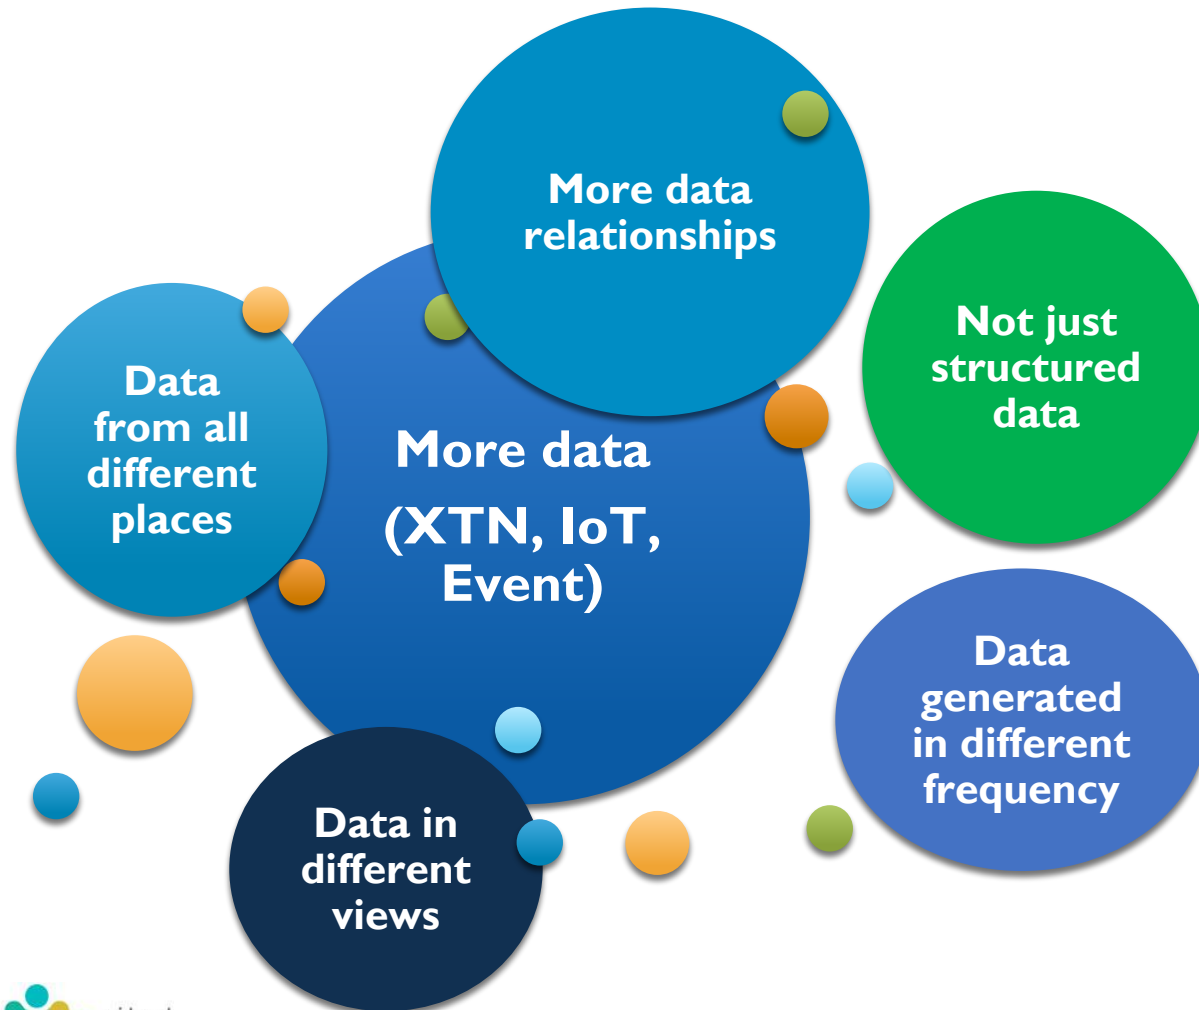 More data
relationships
Not just
structured
data
Data
from all
different
places
More data
(XTN, IoT,
Event)
Data
generated
in different
frequency
Data in
different
views